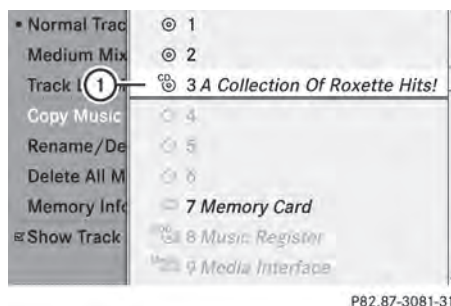 • Normal Trac
Medium Mix
Track
Copy Music
Rename/De
Delete All M
Memory Info
Show Track
1
1
2
CD 3 A Collection Of Roxette Hits!
4
5
6
7 Memory Card
8 Music Register
9 Media Interface
P82.87-3081-31